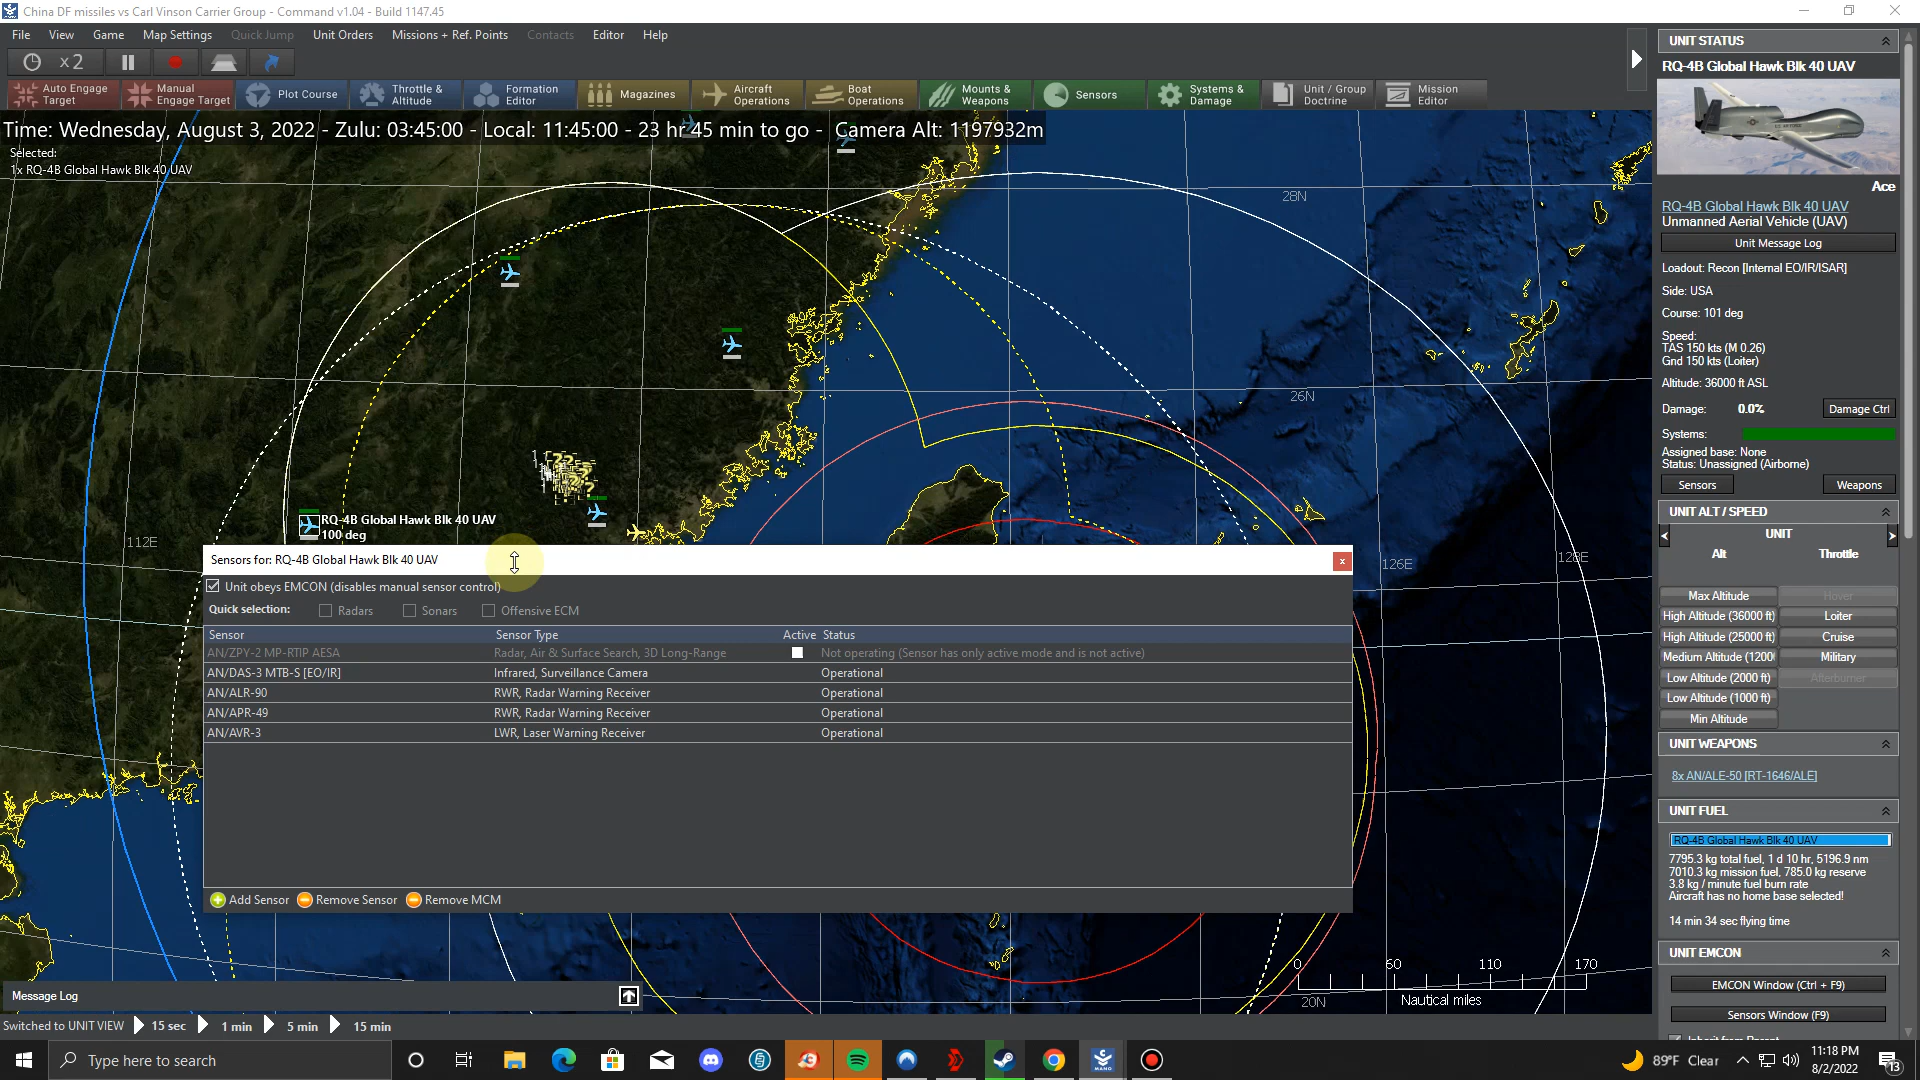 China DF missiles vs Carl Vinson Carrier Group - Command v1.04 - Build 1147.45
File View Game Map Settings Quick Jump Unit Orders Missions + Ref. Points Contacts Editor Help
x 2
Auto Engage Target
Manual Engage Target
Plot Course
Throttle & Altitude
Formation Editor
Magazines
Aircraft Operations
Boat Operations
Mounts & Weapons
Sensors
Systems & Damage
Unit / Group Doctrine
Mission Editor
Time: Wednesday, August 3, 2022 - Zulu: 03:45:00 - Local: 11:45:00 - 23 hr 45 min to go - Camera Alt: 1197932m
Selected:
1x RQ-4B Global Hawk Blk 40 UAV
28N
26N
112E
126E
128E
20N
RQ-4B Global Hawk Blk 40 UAV
100 deg
Sensors for: RQ-4B Global Hawk Blk 40 UAV
x
Unit obeys EMCON (disables manual sensor control)
Quick selection: Radars Sonars Offensive ECM
Sensor Sensor Type Active Status
AN/ZPY-2 MP-RTIP AESA Radar, Air & Surface Search, 3D Long-Range Not operating (Sensor has only active mode and is not active)
AN/DAS-3 MTB-S [EO/IR] Infrared, Surveillance Camera Operational
AN/ALR-90 RWR, Radar Warning Receiver Operational
AN/APR-49 RWR, Radar Warning Receiver Operational
AN/AVR-3 LWR, Laser Warning Receiver Operational
Add Sensor Remove Sensor Remove MCM
0 60 110 170
Nautical miles
Message Log
Switched to UNIT VIEW 15 sec 1 min 5 min 15 min
UNIT STATUS
RQ-4B Global Hawk Blk 40 UAV
Ace
RQ-4B Global Hawk Blk 40 UAV
Unmanned Aerial Vehicle (UAV)
Unit Message Log
Loadout: Recon [Internal EO/IR/ISAR]
Side: USA
Course: 101 deg
Speed:
TAS 150 kts (M 0.26)
Gnd 150 kts (Loiter)
Altitude: 36000 ft ASL
Damage: 0.0% Damage Ctrl
Systems:
Assigned base: None
Status: Unassigned (Airborne)
Sensors Weapons
UNIT ALT / SPEED
UNIT
Alt Throttle
Max Altitude Hover
High Altitude (36000 ft) Loiter
High Altitude (25000 ft) Cruise
Medium Altitude (1200 Military
Low Altitude (2000 ft) Afterburner
Low Altitude (1000 ft)
Min Altitude
UNIT WEAPONS
8x AN/ALE-50 [RT-1646/ALE]
UNIT FUEL
RQ-4B Global Hawk Blk 40 UAV
7795.3 kg total fuel, 1 d 10 hr, 5196.9 nm
7010.3 kg mission fuel, 785.0 kg reserve
3.8 kg / minute fuel burn rate
Aircraft has no home base selected!
14 min 34 sec flying time
UNIT EMCON
EMCON Window (Ctrl + F9)
Sensors Window (F9)
Type here to search
89°F Clear
11:18 PM
8/2/2022
13